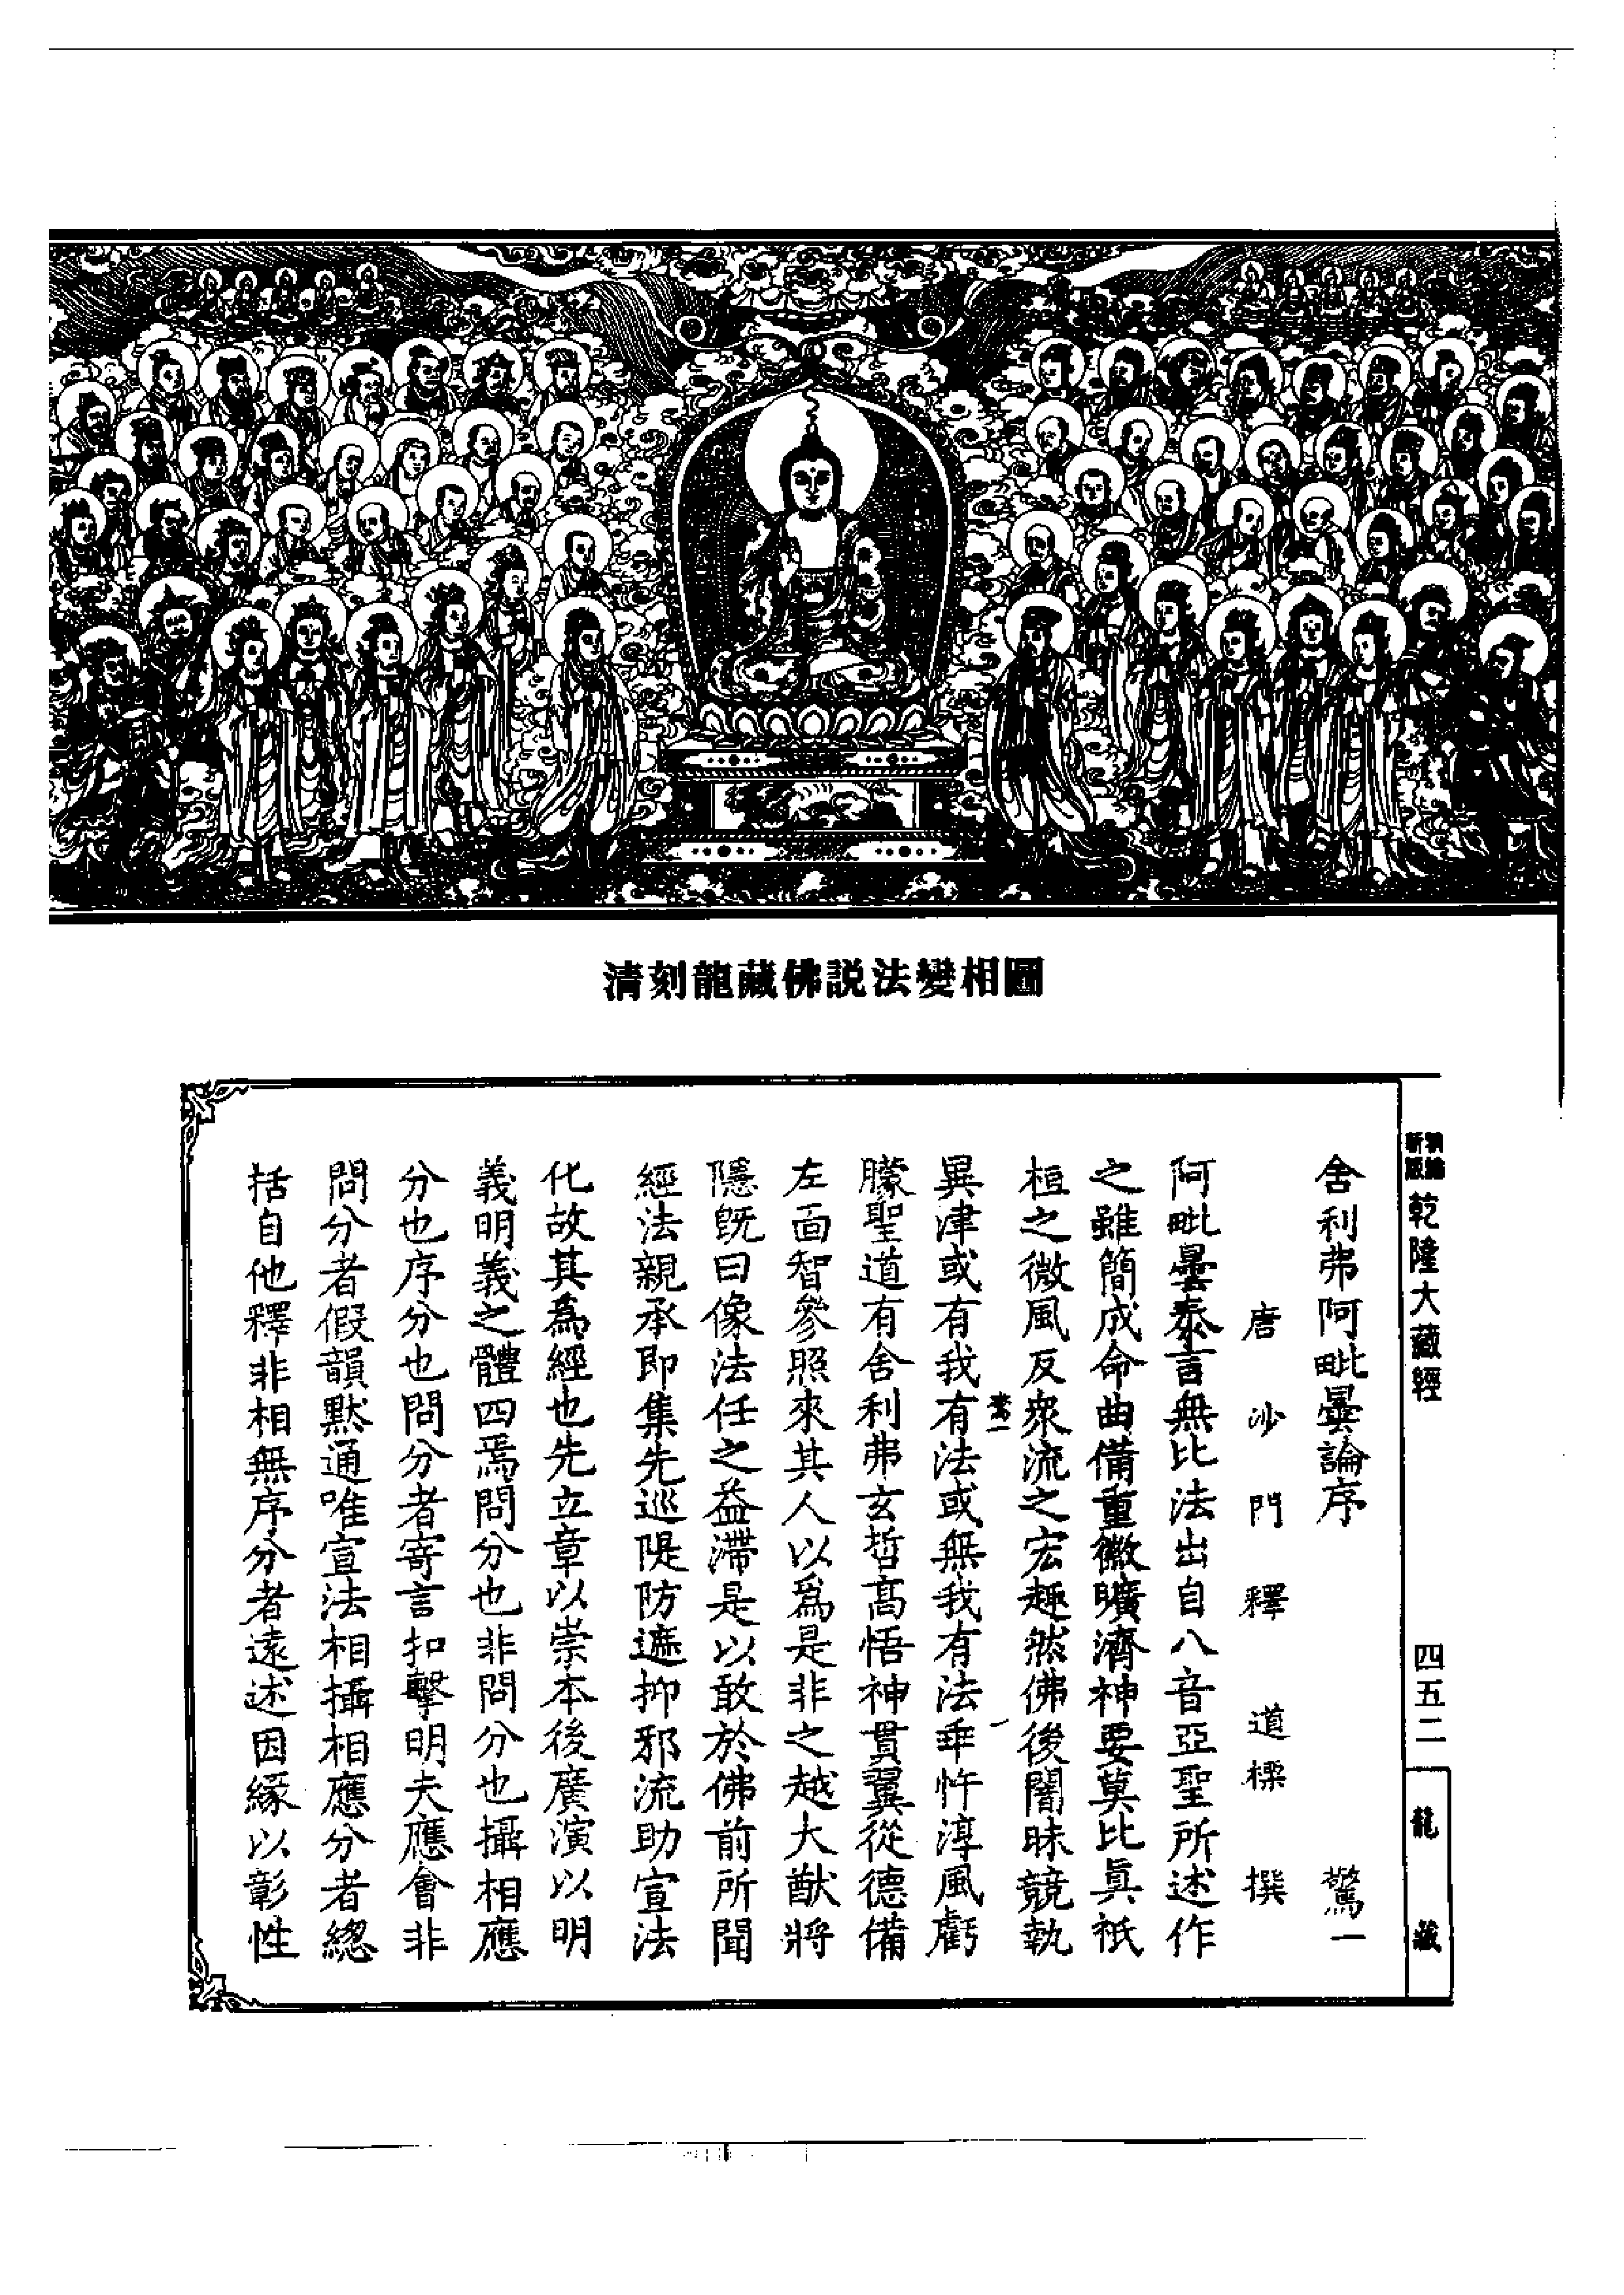 清刻龍藏佛説法變相圖
新編縮版
乾隆大藏經
四五二
龍藏
舍利弗阿毗曇論序 驚一
唐沙門釋道標撰
阿毗曇秦言無比法出自八音亞聖所述作
之雖簡成命曲備重徽曠濟神要莫比真祇
桓之微風反衆流之宏趣然佛後闇昧競執
驚一
異津或有我有法或無我有法乖忤淳風虧
一
矇聖道有舍利弗玄哲高悟神貫翼從德備
左面智參照來其人以爲是非之越大猷將
隱既曰像法任之益滯是以敢於佛前所聞
經法親承即集先巡隄防遮抑邪流助宣法
化故其爲經也先立章以崇本後廣演以明
義明義之體四焉問分也非問分也攝相應
分也序分也問分者寄言扣擊明夫應會非
問分者假韻默通唯宣法相攝相應分者總
括自他釋非相無序分者遠述因緣以彰性